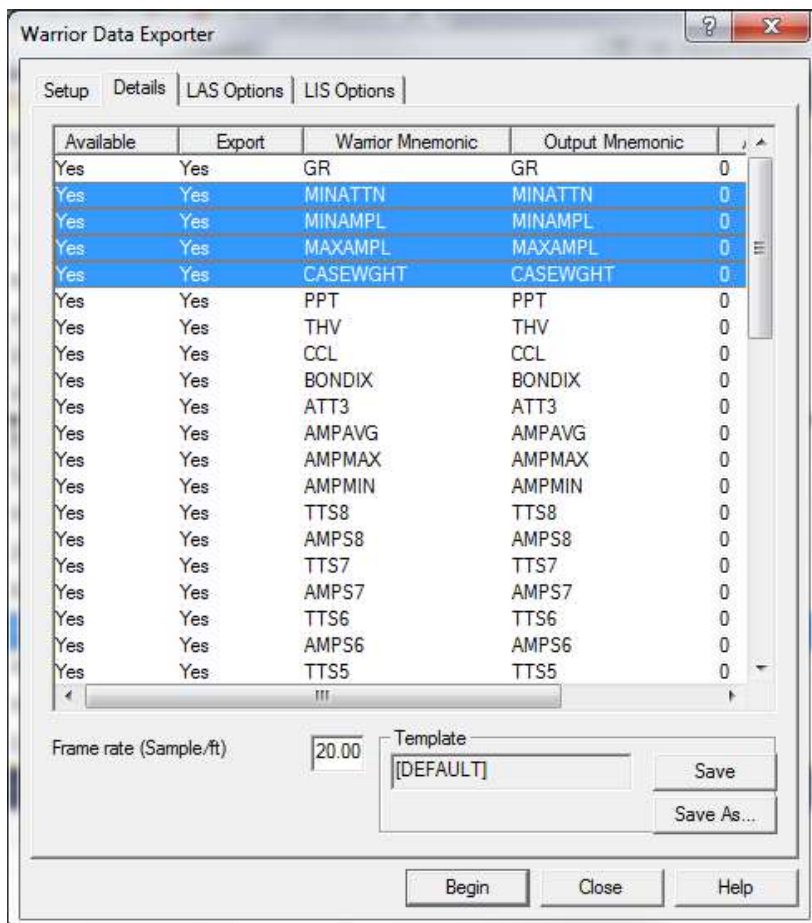 Warrior Data Exporter
Setup Details LAS Options LIS Options
Available Export Warrior Mnemonic Output Mnemonic
Yes Yes GR GR 0
Yes Yes MINATTN MINATTN 0
Yes Yes MINAMPL MINAMPL 0
Yes Yes MAXAMPL MAXAMPL 0
Yes Yes CASEWGHT CASEWGHT 0
Yes Yes PPT PPT 0
Yes Yes THV THV 0
Yes Yes CCL CCL 0
Yes Yes BONDIX BONDIX 0
Yes Yes ATT3 ATT3 0
Yes Yes AMPAVG AMPAVG 0
Yes Yes AMPMAX AMPMAX 0
Yes Yes AMPMIN AMPMIN 0
Yes Yes TTS8 TTS8 0
Yes Yes AMPS8 AMPS8 0
Yes Yes TTS7 TTS7 0
Yes Yes AMPS7 AMPS7 0
Yes Yes TTS6 TTS6 0
Yes Yes AMPS6 AMPS6 0
Yes Yes TTS5 TTS5 0
Frame rate (Sample/ft) 20.00
Template
[DEFAULT]
Save
Save As...
Begin Close Help